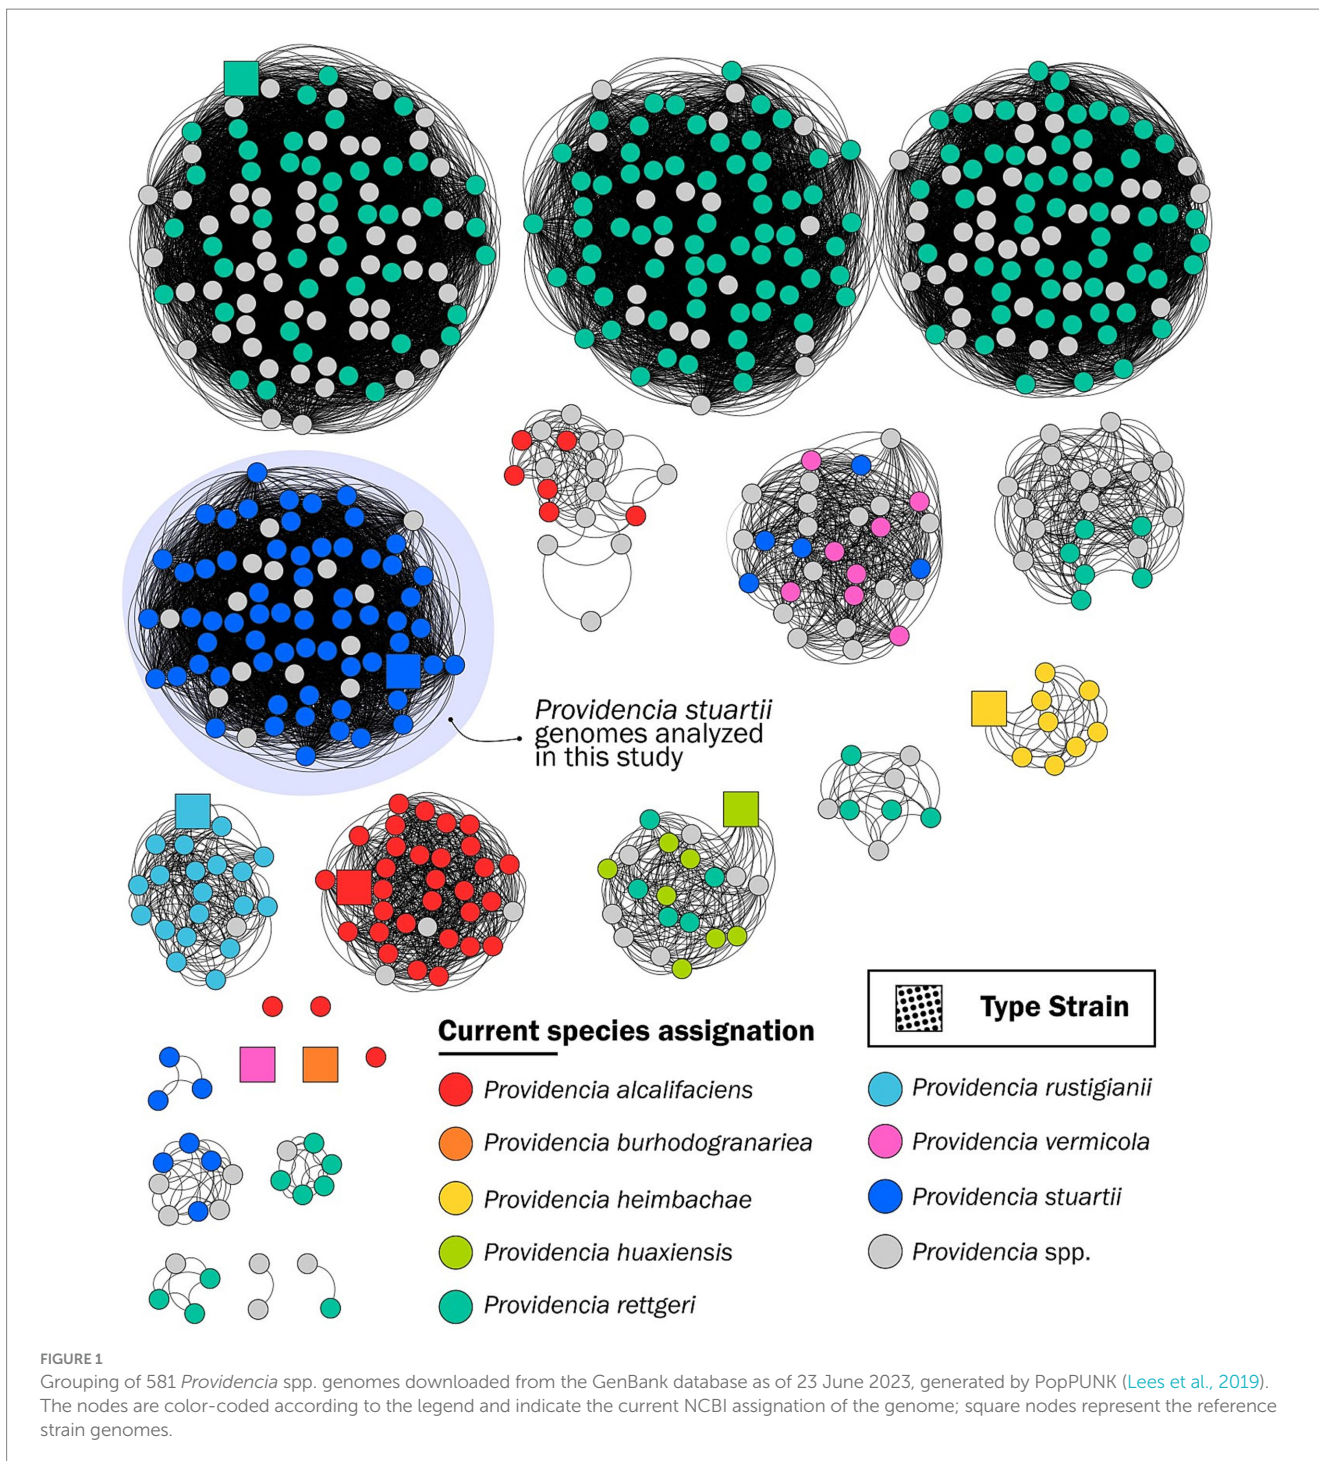 Providencia stuartii
genomes analyzed
in this study
Current species assignation
Providencia alcalifaciens
Providencia burhodogranariea
Providencia heimbachae
Providencia huaxiensis
Providencia rettgeri
Type Strain
Providencia rustigianii
Providencia vermicola
Providencia stuartii
Providencia spp.
FIGURE 1
Grouping of 581 Providencia spp. genomes downloaded from the GenBank database as of 23 June 2023, generated by PopPUNK (Lees et al., 2019).
The nodes are color-coded according to the legend and indicate the current NCBI assignation of the genome; square nodes represent the reference
strain genomes.